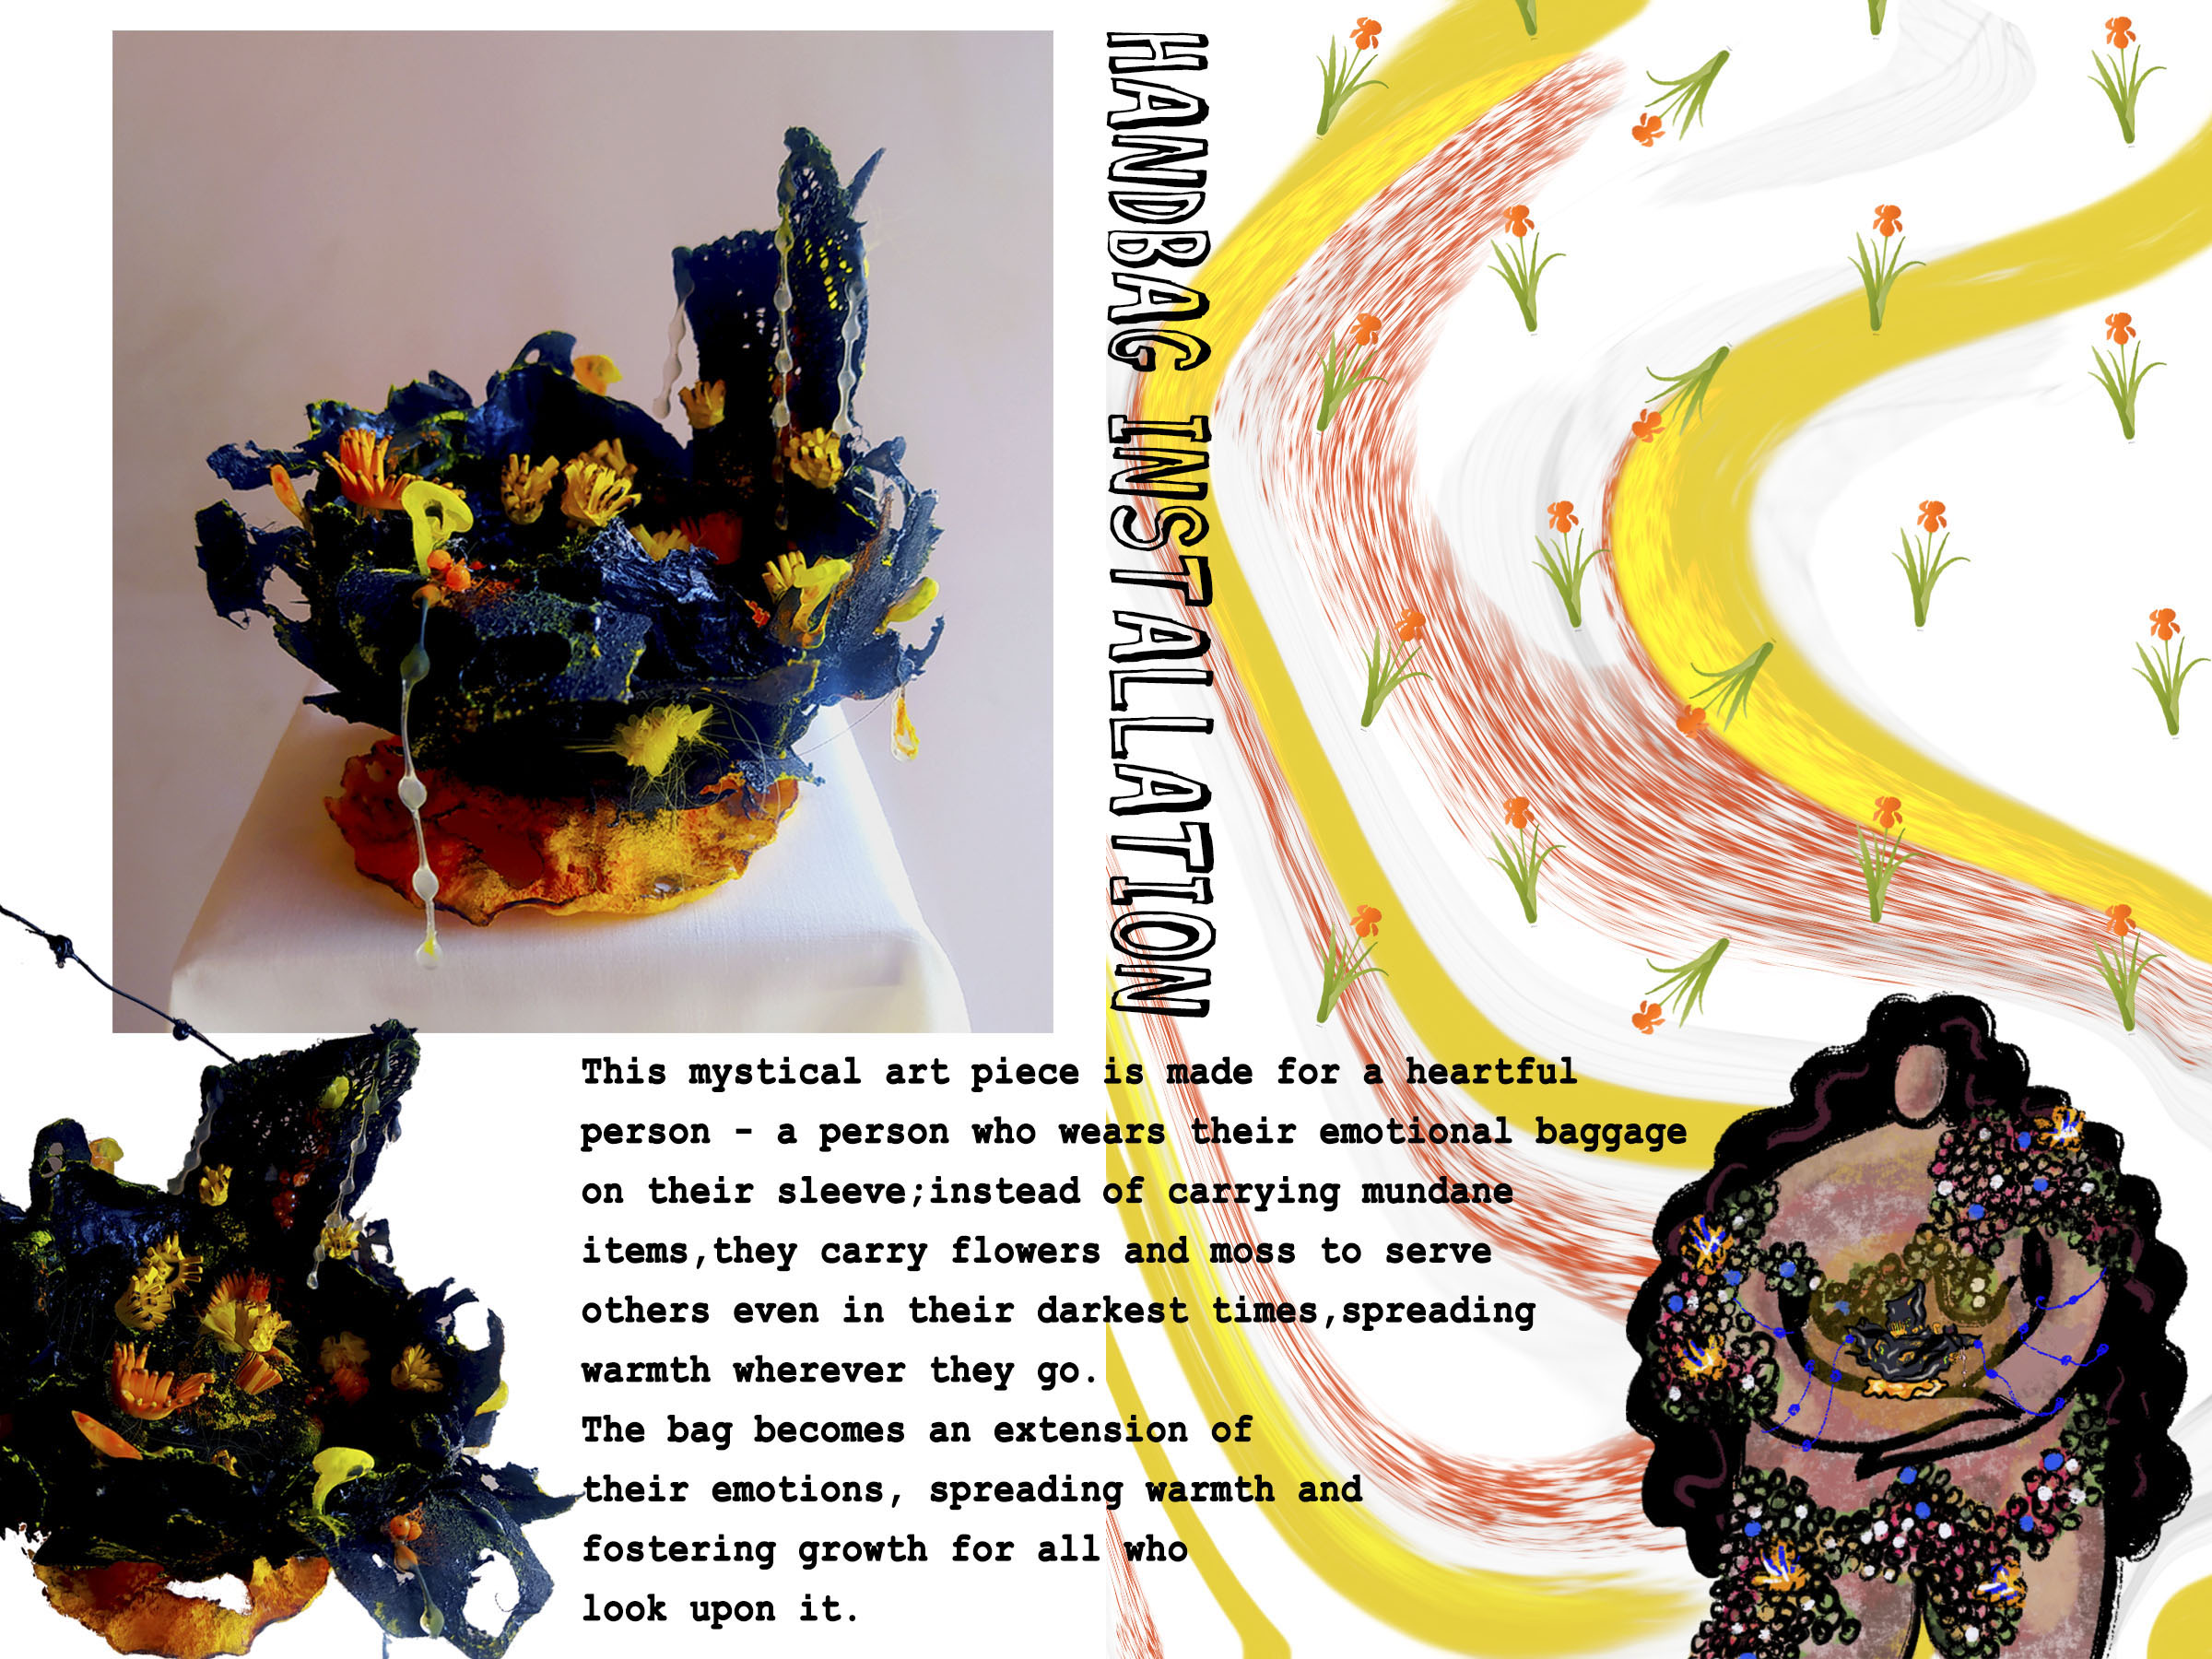 HANDBAG INSTALLATION
This mystical art piece is made for a heartful
person - a person who wears their emotional baggage
on their sleeve;instead of carrying mundane
items,they carry flowers and moss to serve
others even in their darkest times,spreading
warmth wherever they go.
The bag becomes an extension of
their emotions, spreading warmth and
fostering growth for all who
look upon it.